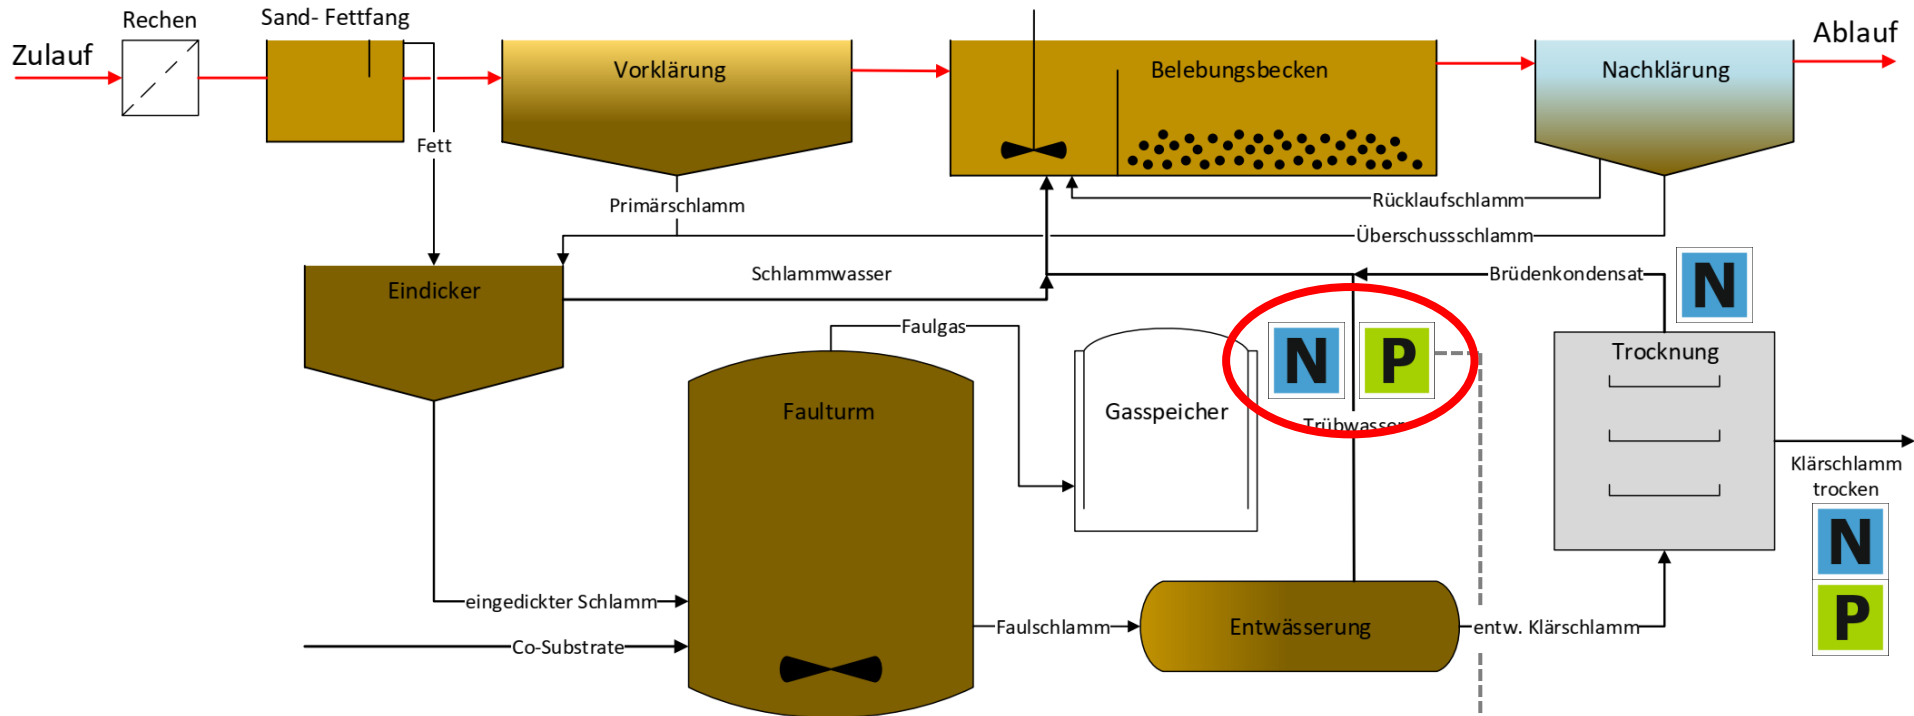 Rechen
Sand- Fettfang
Zulauf
Ablauf
Vorklärung
Belebungsbecken
Nachklärung
Fett
Primärschlamm
Rücklaufschlamm
Überschussschlamm
Eindicker
Schlammwasser
Brüdenkondensat
N
Faulgas
N P
Trocknung
Faulturm
Gasspeicher
Trübwasser
Klärschlamm
trocken
N
P
eingedickter Schlamm
Faulschlamm
Entwässerung
entw. Klärschlamm
Co-Substrate